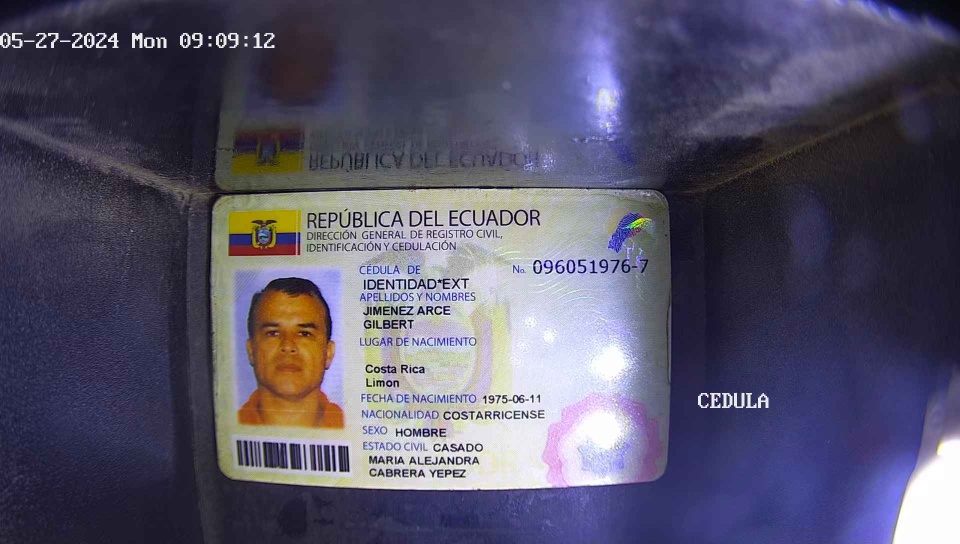 05-27-2024 Mon 09:09:12
REPÚBLICA DEL ECUADOR
REPÚBLICA DEL ECUADOR
DIRECCIÓN GENERAL DE REGISTRO CIVIL,
IDENTIFICACIÓN Y CEDULACIÓN
CÉDULA DE No. 096051976-7
IDENTIDAD*EXT
APELLIDOS Y NOMBRES
JIMENEZ ARCE
GILBERT
LUGAR DE NACIMIENTO
Costa Rica
Limon
FECHA DE NACIMIENTO 1975-06-11
NACIONALIDAD COSTARRICENSE
SEXO HOMBRE
ESTADO CIVIL CASADO
MARIA ALEJANDRA
CABRERA YEPEZ
CEDULA